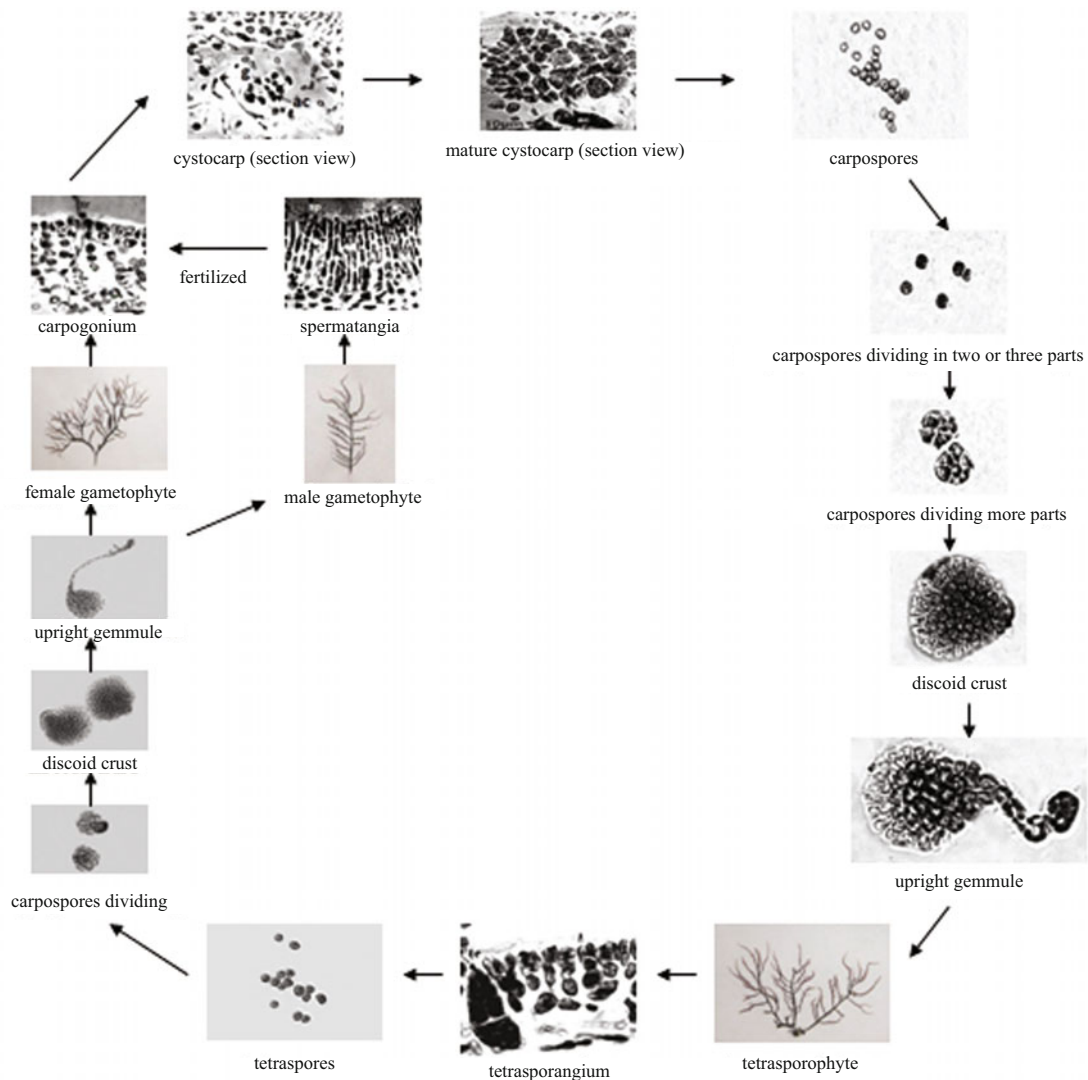 cystocarp (section view)
mature cystocarp (section view)
carpospores
carpospores dividing in two or three parts
carpospores dividing more parts
discoid crust
upright gemmule
tetrasporophyte
tetrasporangium
tetraspores
carpospores dividing
discoid crust
upright gemmule
female gametophyte
male gametophyte
carpogonium
spermatangia
fertilized